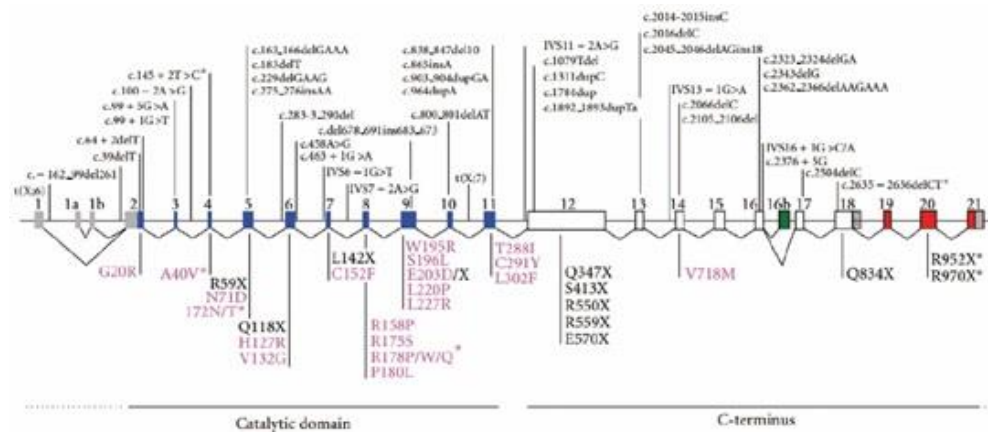 c.2014-2015insC
c.2016delC
c.2045_2046delAGins18
c.163_166delGAAA
c.183delT
c.229delGAAG
c.275_276insAA
c.838_847del10
c.865insA
c.903_904dupGA
c.964dupA
IVS11 = 2A>G
c.1079Tdel
c.1311dupC
c.1784dup
c.1892_1893dupTa
c.2323_2324delGA
c.2343delG
c.2362_2366delAAGAAA
c.145 + 2T >C*
c.100 – 2A >G
c.99 + 5G >A
c.99 + 1G >T
c.64 + 2delT
c.39delT
c.–162_99del261
t(X;6)
c.283-3_290del
c.del678_691ins683_673
c.458A>G
c.463 + 1G >A
IVS6 = 1G>T
IVS7 = 2A>G
c.800_801delAT
t(X;7)
IVS13 = 1G>A
c.2066delC
c.2105_2106del
IVS16 + 1G >C/A
c.2376 + 5G
c.2504delC
c.2635 = 2636delCT*
1 1a 1b 2 3 4 5 6 7 8 9 10 11 12 13 14 15 16 16b 17 18 19 20 21
G20R
A40V*
R59X
N71D
I72N/T*
Q118X
H127R
V132G
L142X
C152F
R158P
R175S
R178P/W/Q*
P180L
W195R
S196L
E203D/X
L220P
L227R
T288I
C291Y
L302F
Q347X
S413X
R550X
R559X
E570X
V718M
Q834X
R952X*
R970X*
Catalytic domain
C-terminus